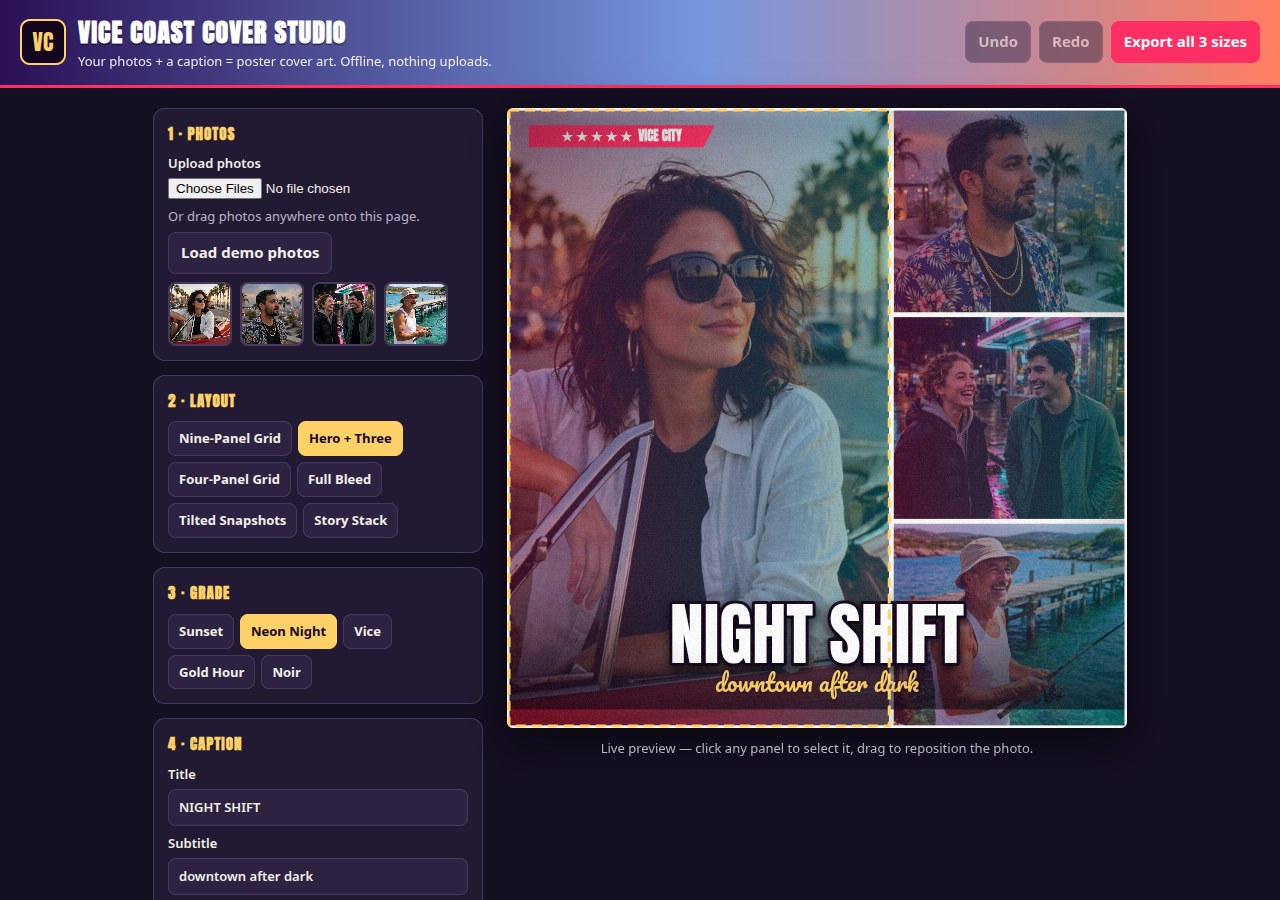 VC
VICE COAST COVER STUDIO
Your photos + a caption = poster cover art. Offline, nothing uploads.
Undo
Redo
Export all 3 sizes
1 · PHOTOS
Upload photos
Choose Files No file chosen
Or drag photos anywhere onto this page.
Load demo photos
2 · LAYOUT
Nine-Panel Grid
Hero + Three
Four-Panel Grid
Full Bleed
Tilted Snapshots
Story Stack
3 · GRADE
Sunset
Neon Night
Vice
Gold Hour
Noir
4 · CAPTION
Title
NIGHT SHIFT
Subtitle
downtown after dark
★★★★★ VICE CITY
NIGHT SHIFT
downtown after dark
Live preview — click any panel to select it, drag to reposition the photo.